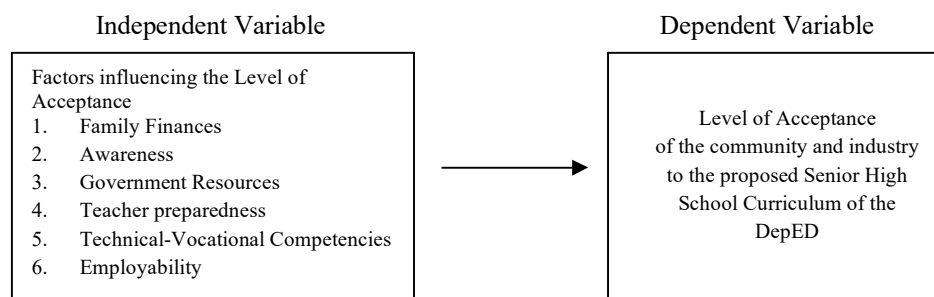 Independent Variable
Factors influencing the Level of
Acceptance
1. Family Finances
2. Awareness
3. Government Resources
4. Teacher preparedness
5. Technical-Vocational Competencies
6. Employability
Dependent Variable
Level of Acceptance
of the community and industry
to the proposed Senior High
School Curriculum of the
DepED